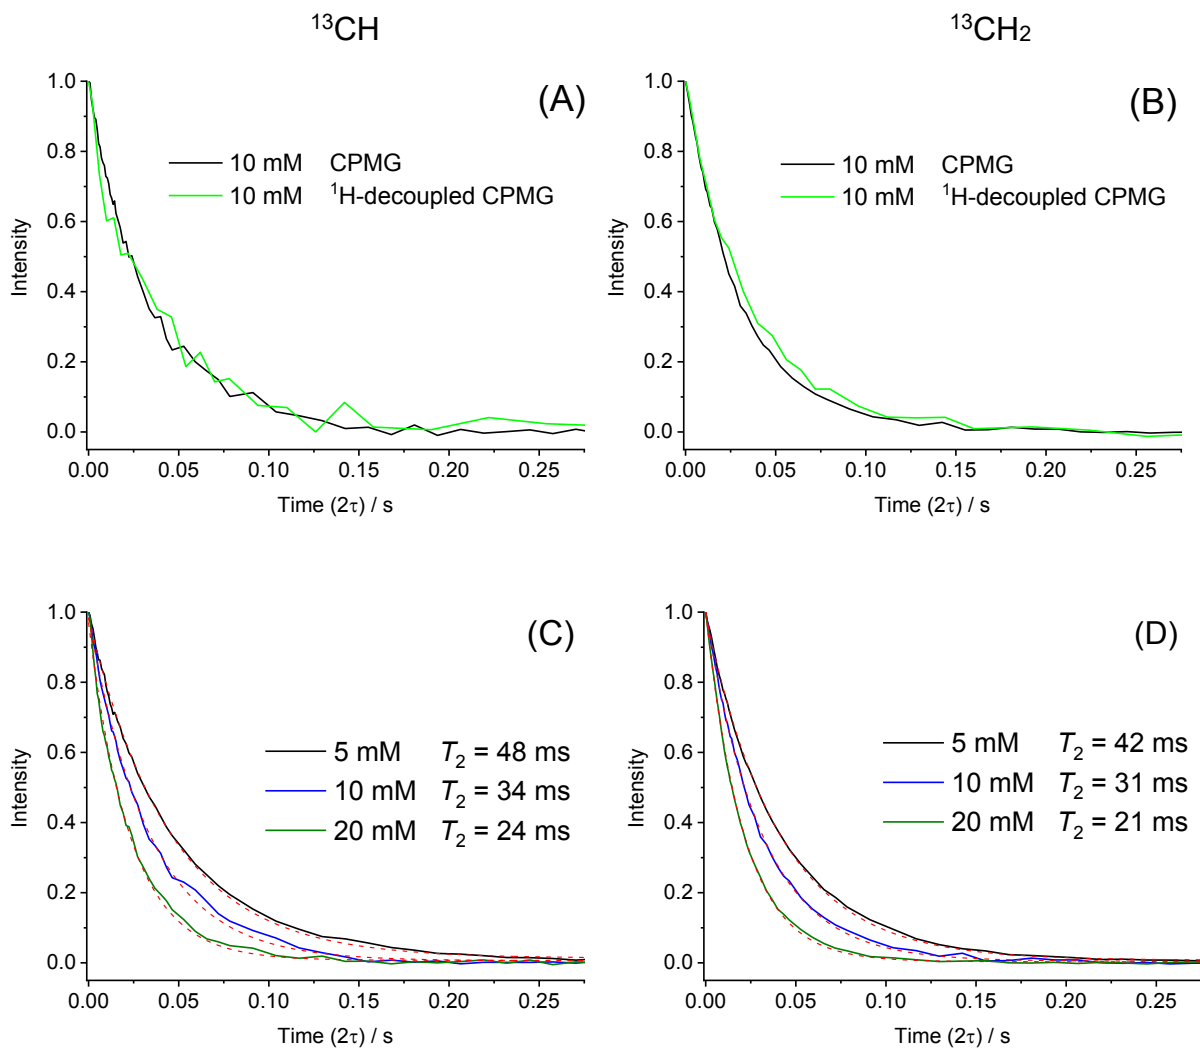 ¹³CH
¹³CH₂
(A)
1.0
0.8
0.6
0.4
0.2
0.0
Intensity
10 mM CPMG
10 mM ¹H-decoupled CPMG
0.00 0.05 0.10 0.15 0.20 0.25
Time (2τ) / s
(B)
1.0
0.8
0.6
0.4
0.2
0.0
Intensity
10 mM CPMG
10 mM ¹H-decoupled CPMG
0.00 0.05 0.10 0.15 0.20 0.25
Time (2τ) / s
(C)
1.0
0.8
0.6
0.4
0.2
0.0
Intensity
5 mM T₂ = 48 ms
10 mM T₂ = 34 ms
20 mM T₂ = 24 ms
0.00 0.05 0.10 0.15 0.20 0.25
Time (2τ) / s
(D)
1.0
0.8
0.6
0.4
0.2
0.0
Intensity
5 mM T₂ = 42 ms
10 mM T₂ = 31 ms
20 mM T₂ = 21 ms
0.00 0.05 0.10 0.15 0.20 0.25
Time (2τ) / s